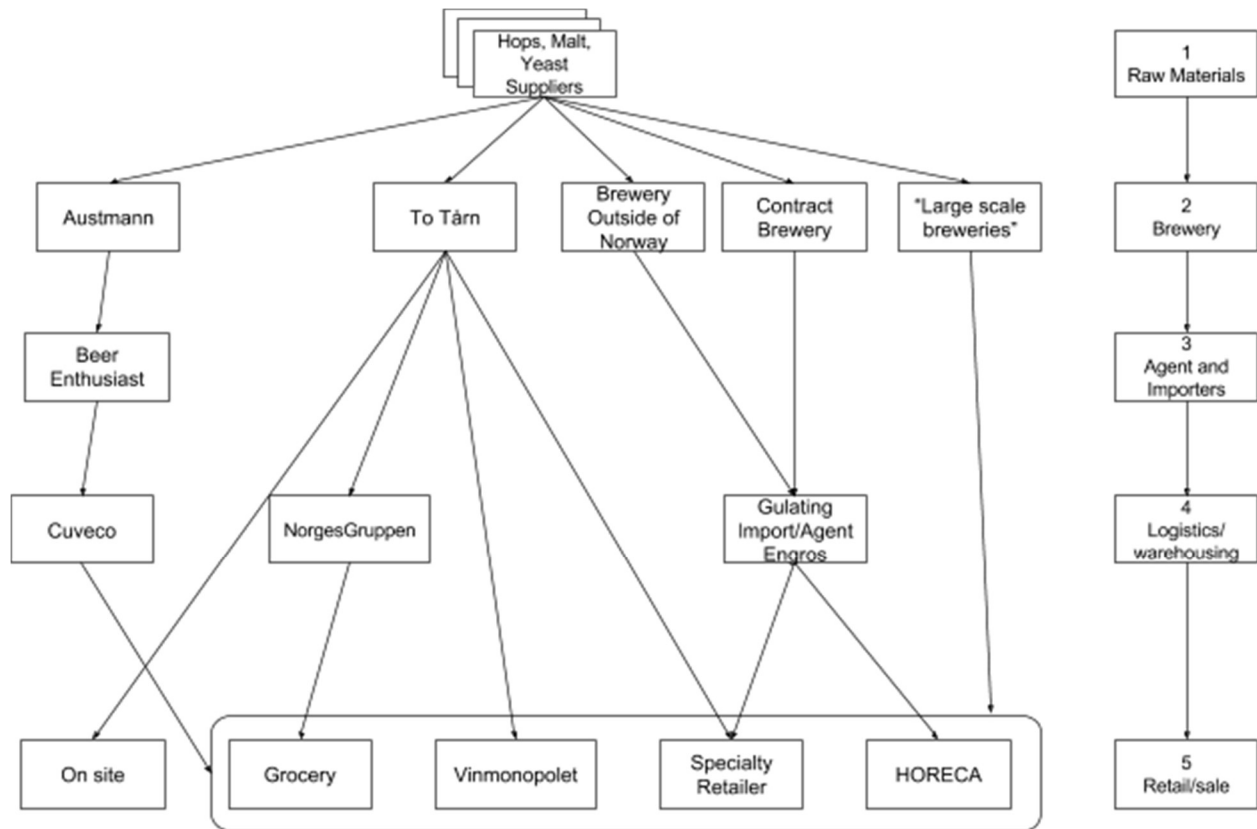 Hops, Malt,
Yeast
Suppliers
1
Raw Materials
Austmann
To Tårn
Brewery
Outside of
Norway
Contract
Brewery
"Large scale
breweries"
2
Brewery
Beer
Enthusiast
3
Agent and
Importers
Cuveco
NorgesGruppen
Gulating
Import/Agent
Engros
4
Logistics/
warehousing
On site
Grocery
Vinmonopolet
Specialty
Retailer
HORECA
5
Retail/sale